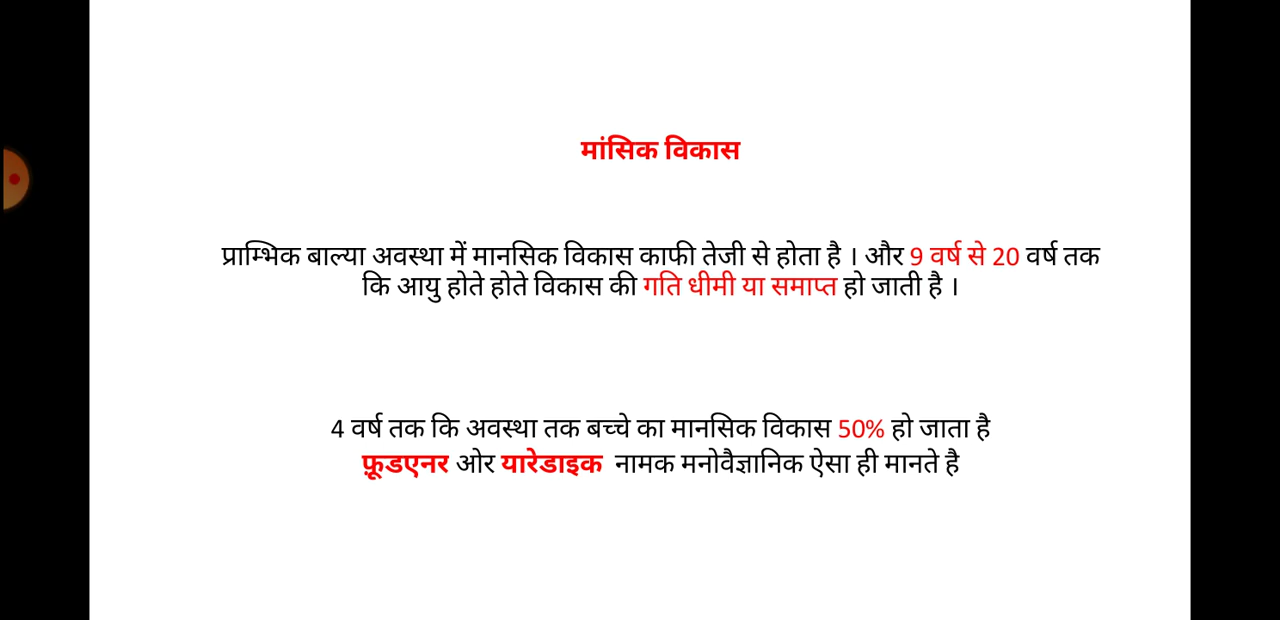 मांसिक विकास
प्राम्भिक बाल्या अवस्था में मानसिक विकास काफी तेजी से होता है । और 9 वर्ष से 20 वर्ष तक
कि आयु होते होते विकास की गति धीमी या समाप्त हो जाती है ।
4 वर्ष तक कि अवस्था तक बच्चे का मानसिक विकास 50% हो जाता है
फ़ूडएनर ओर यारेडाइक नामक मनोवैज्ञानिक ऐसा ही मानते है